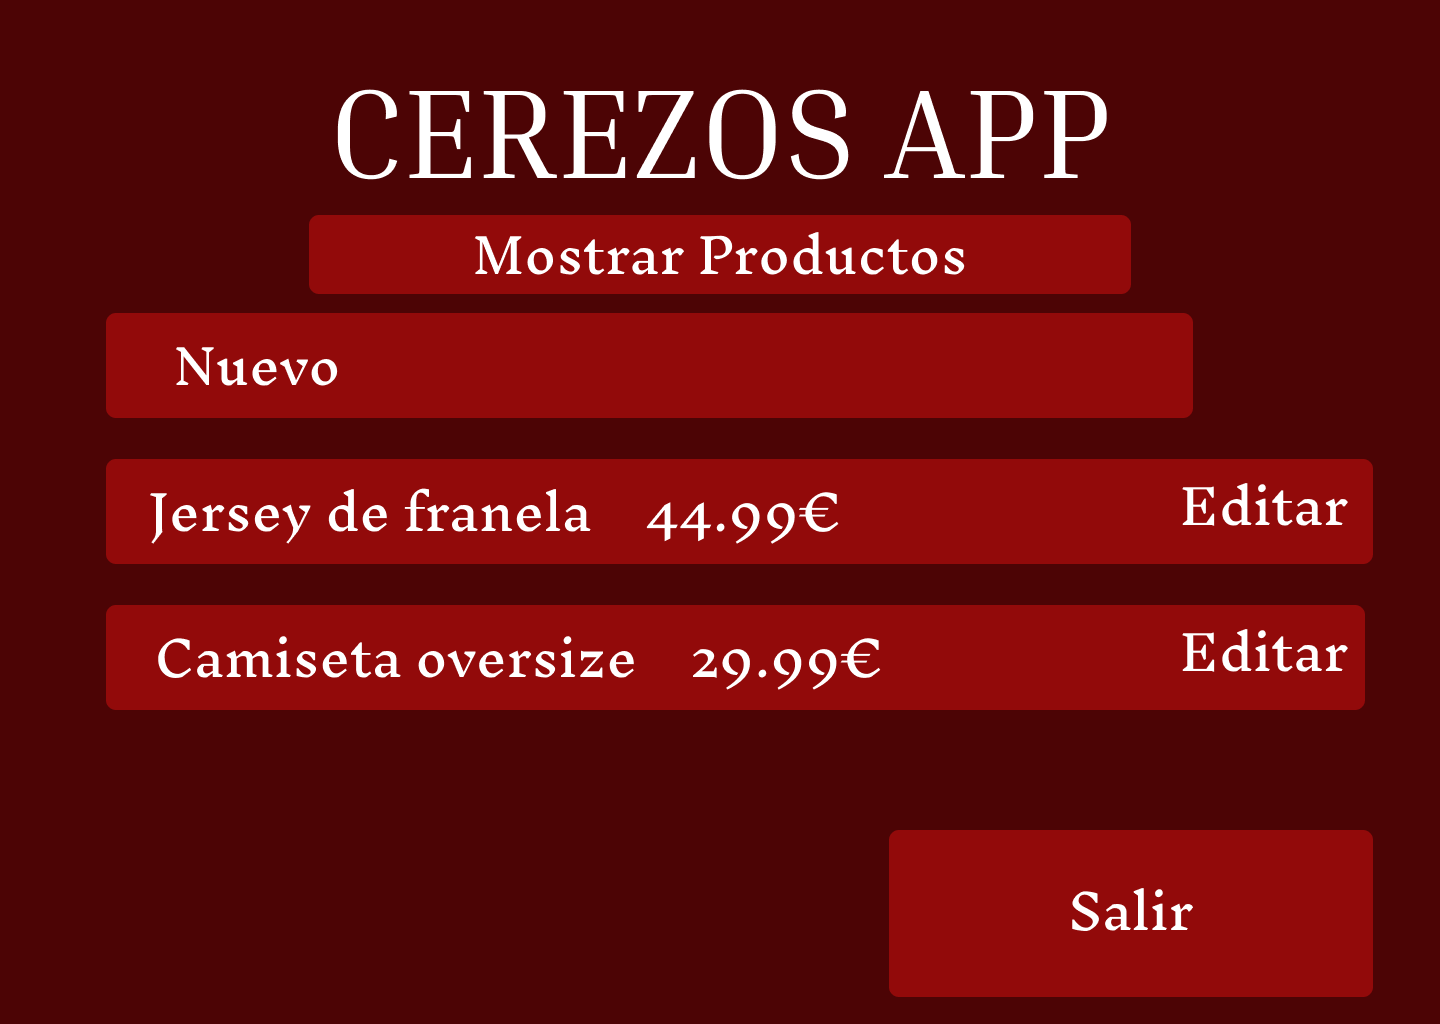 CEREZOS APP
Mostrar Productos
Nuevo
Jersey de franela 44.99€ Editar
Camiseta oversize 29.99€ Editar
Salir